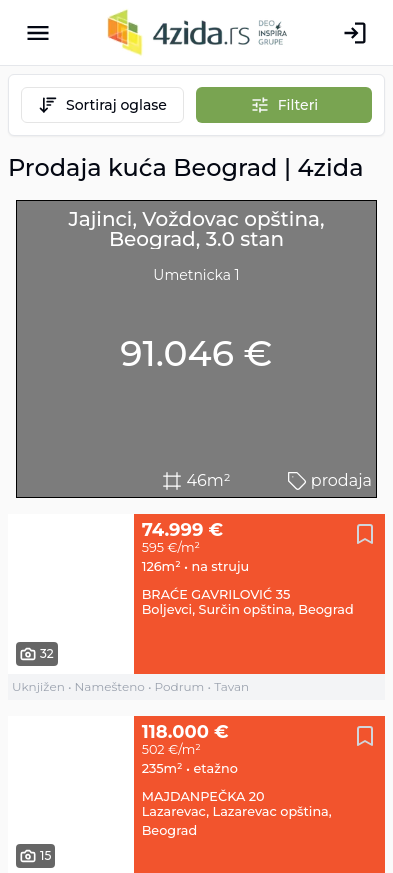 4zida.rs
DEO
INSPIRA
GRUPE
Sortiraj oglase
Filteri
Prodaja kuća Beograd | 4zida
Jajinci, Voždovac opština,
Beograd, 3.0 stan
Umetnicka 1
91.046 €
46m²
prodaja
74.999 €
595 €/m²
126m² • na struju
BRAĆE GAVRILOVIĆ 35
Boljevci, Surčin opština, Beograd
32
Uknjižen • Namešteno • Podrum • Tavan
118.000 €
502 €/m²
235m² • etažno
MAJDANPEČKA 20
Lazarevac, Lazarevac opština,
Beograd
15